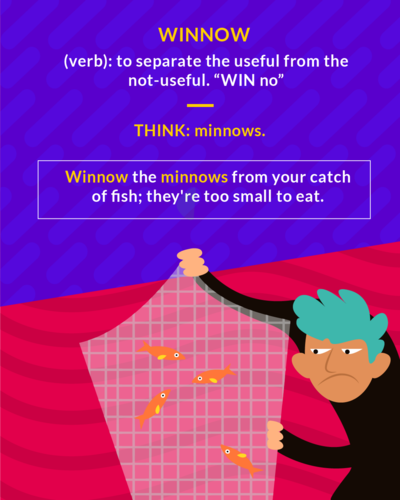 WINNOW
(verb): to separate the useful from the
not-useful. “WIN no”
THINK: minnows.
Winnow the minnows from your catch
of fish; they're too small to eat.